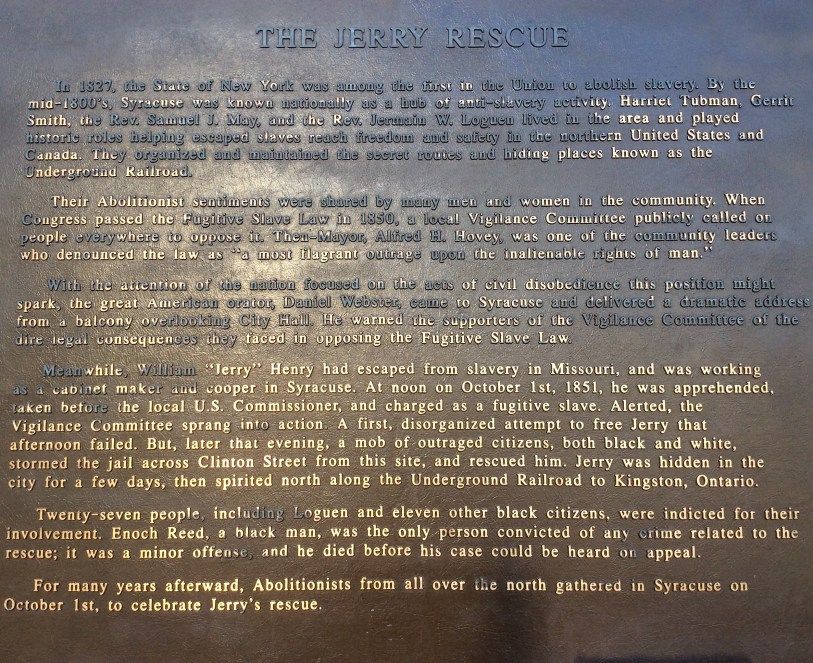 THE JERRY RESCUE
In 1827, the State of New York was among the first in the Union to abolish slavery. By the
mid-1800's, Syracuse was known nationally as a hub of anti-slavery activity. Harriet Tubman, Gerrit
Smith, the Rev. Samuel J. May, and the Rev. Jermain W. Loguen lived in the area and played
historic roles helping escaped slaves reach freedom and safety in the northern United States and
Canada. They organized and maintained the secret routes and hiding places known as the
Underground Railroad.
Their Abolitionist sentiments were shared by many men and women in the community. When
Congress passed the Fugitive Slave Law in 1850, a local Vigilance Committee publicly called on
people everywhere to oppose it. Then-Mayor, Alfred H. Hovey, was one of the community leaders
who denounced the law as "a most flagrant outrage upon the inalienable rights of man."
With the attention of the nation focused on the acts of civil disobedience this position might
spark, the great American orator, Daniel Webster, came to Syracuse and delivered a dramatic address
from a balcony overlooking City Hall. He warned the supporters of the Vigilance Committee of the
dire legal consequences they faced in opposing the Fugitive Slave Law.
Meanwhile, William "Jerry" Henry had escaped from slavery in Missouri, and was working
as a cabinet maker and cooper in Syracuse. At noon on October 1st, 1851, he was apprehended,
taken before the local U.S. Commissioner, and charged as a fugitive slave. Alerted, the
Vigilance Committee sprang into action. A first, disorganized attempt to free Jerry that
afternoon failed. But, later that evening, a mob of outraged citizens, both black and white,
stormed the jail across Clinton Street from this site, and rescued him. Jerry was hidden in the
city for a few days, then spirited north along the Underground Railroad to Kingston, Ontario.
Twenty-seven people, including Loguen and eleven other black citizens, were indicted for their
involvement. Enoch Reed, a black man, was the only person convicted of any crime related to the
rescue; it was a minor offense, and he died before his case could be heard on appeal.
For many years afterward, Abolitionists from all over the north gathered in Syracuse on
October 1st, to celebrate Jerry's rescue.